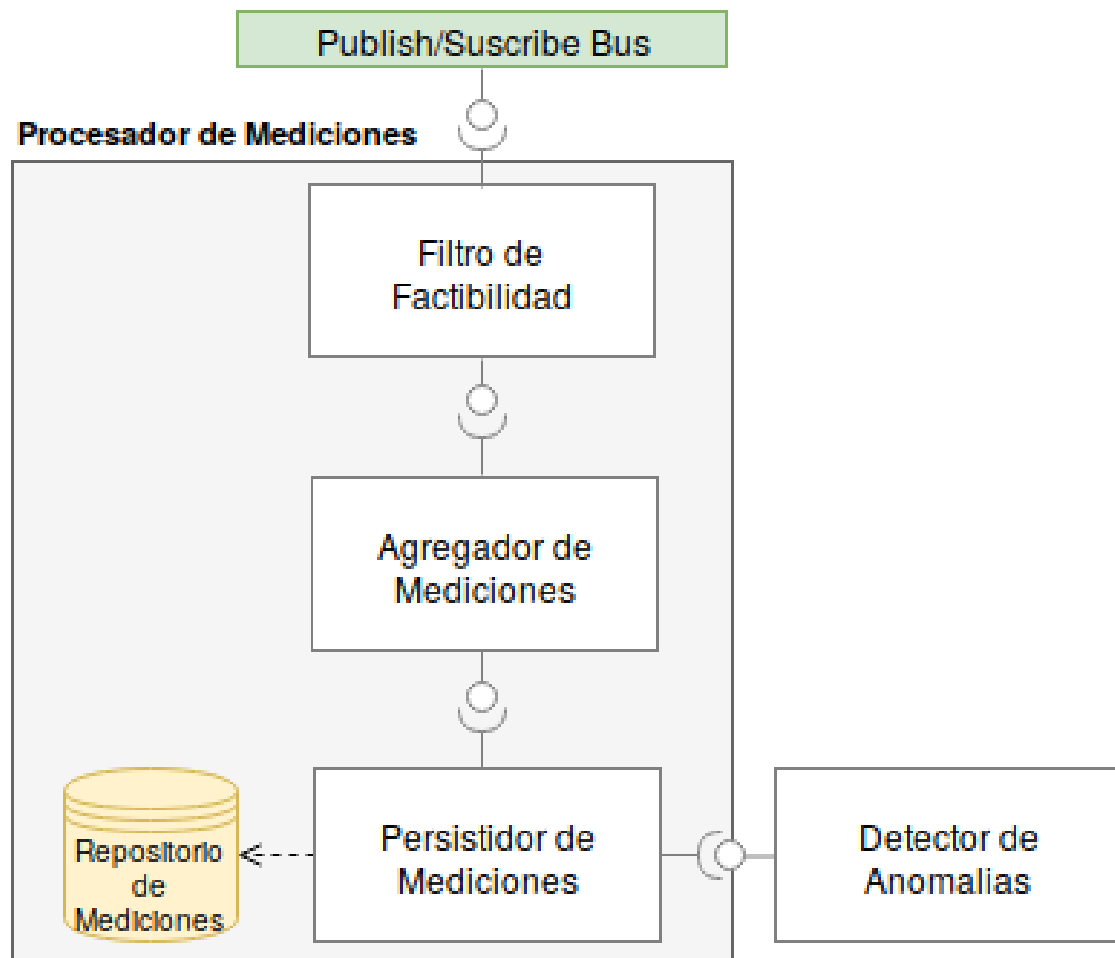 Publish/Suscribe Bus
Procesador de Mediciones
Filtro de
Factibilidad
Agregador de
Mediciones
Repositorio
de
Mediciones
Persistidor de
Mediciones
Detector de
Anomalias